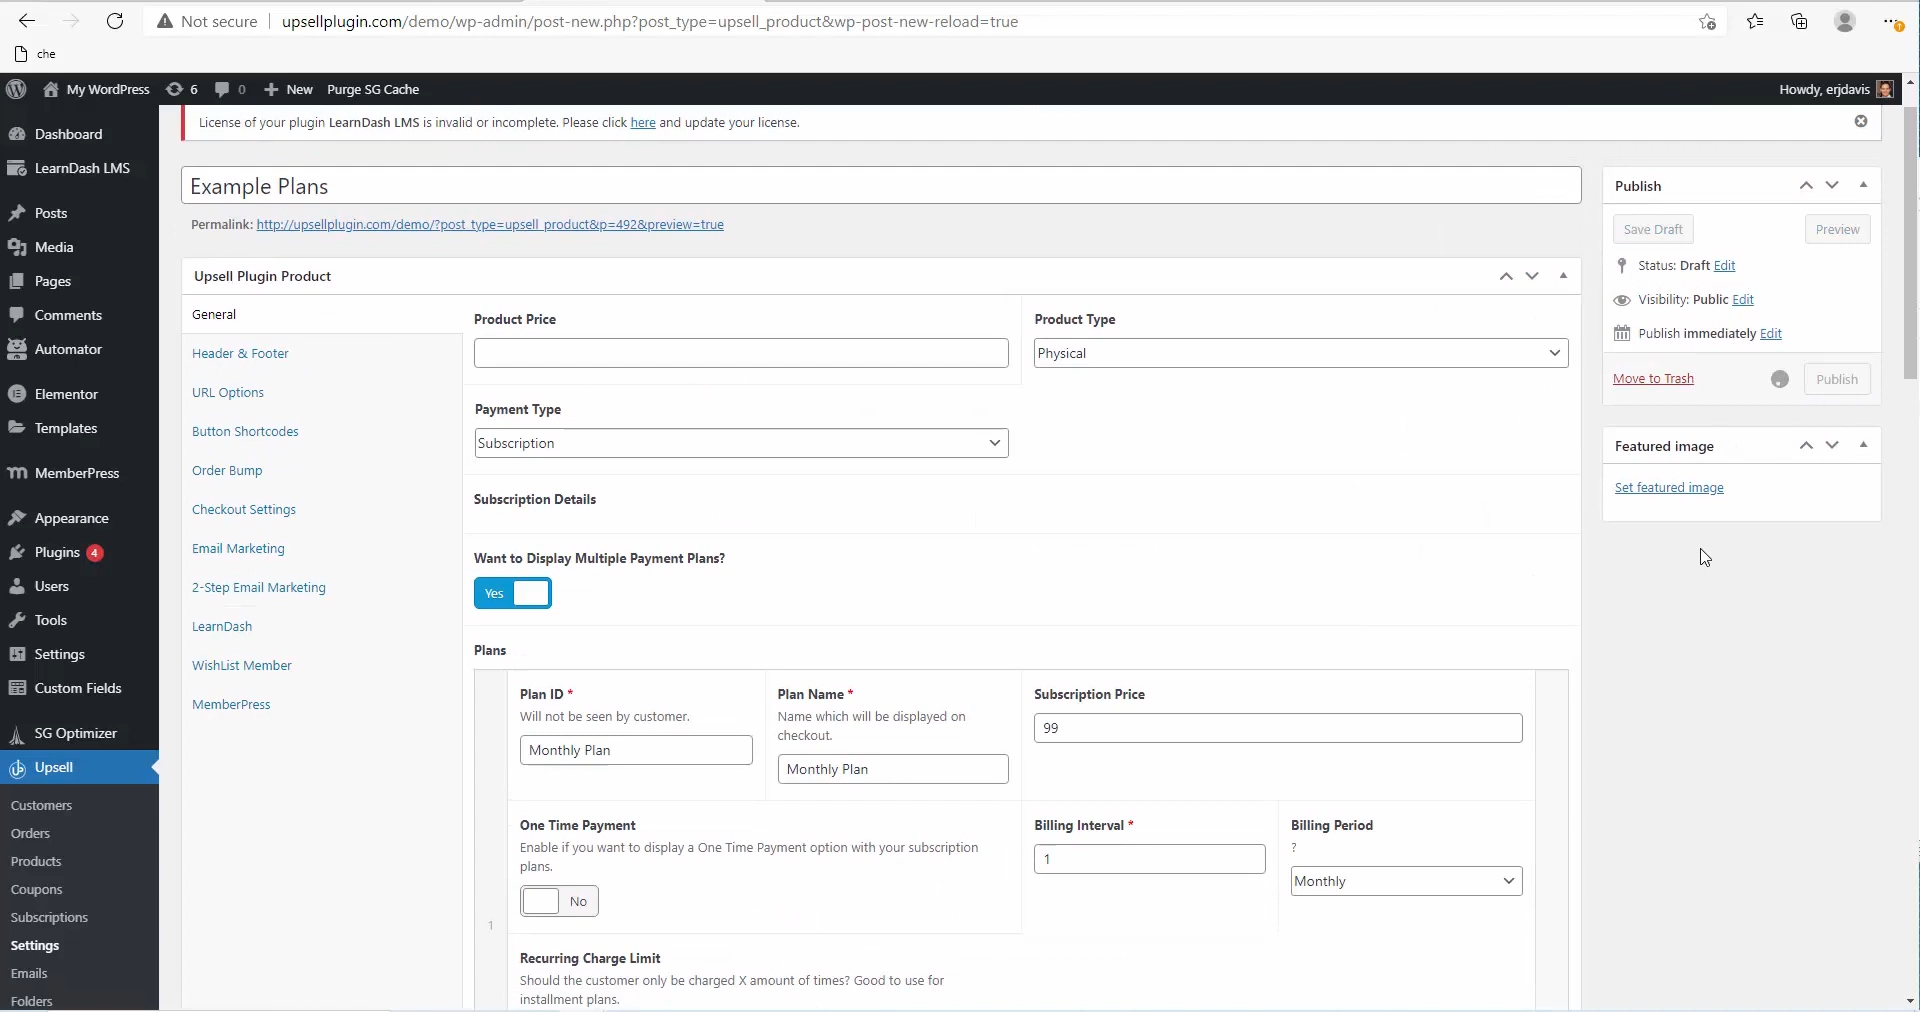 Not secure
upsellplugin.com/demo/wp-admin/post-new.php?post_type=upsell_product&wp-post-new-reload=true
che
My WordPress 6 0 New Purge SG Cache Howdy, erjdavis
License of your plugin LearnDash LMS is invalid or incomplete. Please click here and update your license.
Dashboard
LearnDash LMS
Posts
Media
Pages
Comments
Automator
Elementor
Templates
MemberPress
Appearance
Plugins 4
Users
Tools
Settings
Custom Fields
SG Optimizer
Upsell
Customers
Orders
Products
Coupons
Subscriptions
Settings
Emails
Folders
Example Plans
Permalink: http://upsellplugin.com/demo/?post_type=upsell_product&p=492&preview=true
Upsell Plugin Product
General
Header & Footer
URL Options
Button Shortcodes
Order Bump
Checkout Settings
Email Marketing
2-Step Email Marketing
LearnDash
WishList Member
MemberPress
Product Price
Product Type
Physical
Payment Type
Subscription
Subscription Details
Want to Display Multiple Payment Plans?
Yes
Plans
1
Plan ID *
Will not be seen by customer.
Monthly Plan
Plan Name *
Name which will be displayed on
checkout.
Monthly Plan
Subscription Price
99
One Time Payment
Enable if you want to display a One Time Payment option with your subscription
plans.
No
Billing Interval *
1
Billing Period
?
Monthly
Recurring Charge Limit
Should the customer only be charged X amount of times? Good to use for
installment plans.
Publish
Save Draft
Preview
Status: Draft Edit
Visibility: Public Edit
Publish immediately Edit
Move to Trash
Publish
Featured image
Set featured image